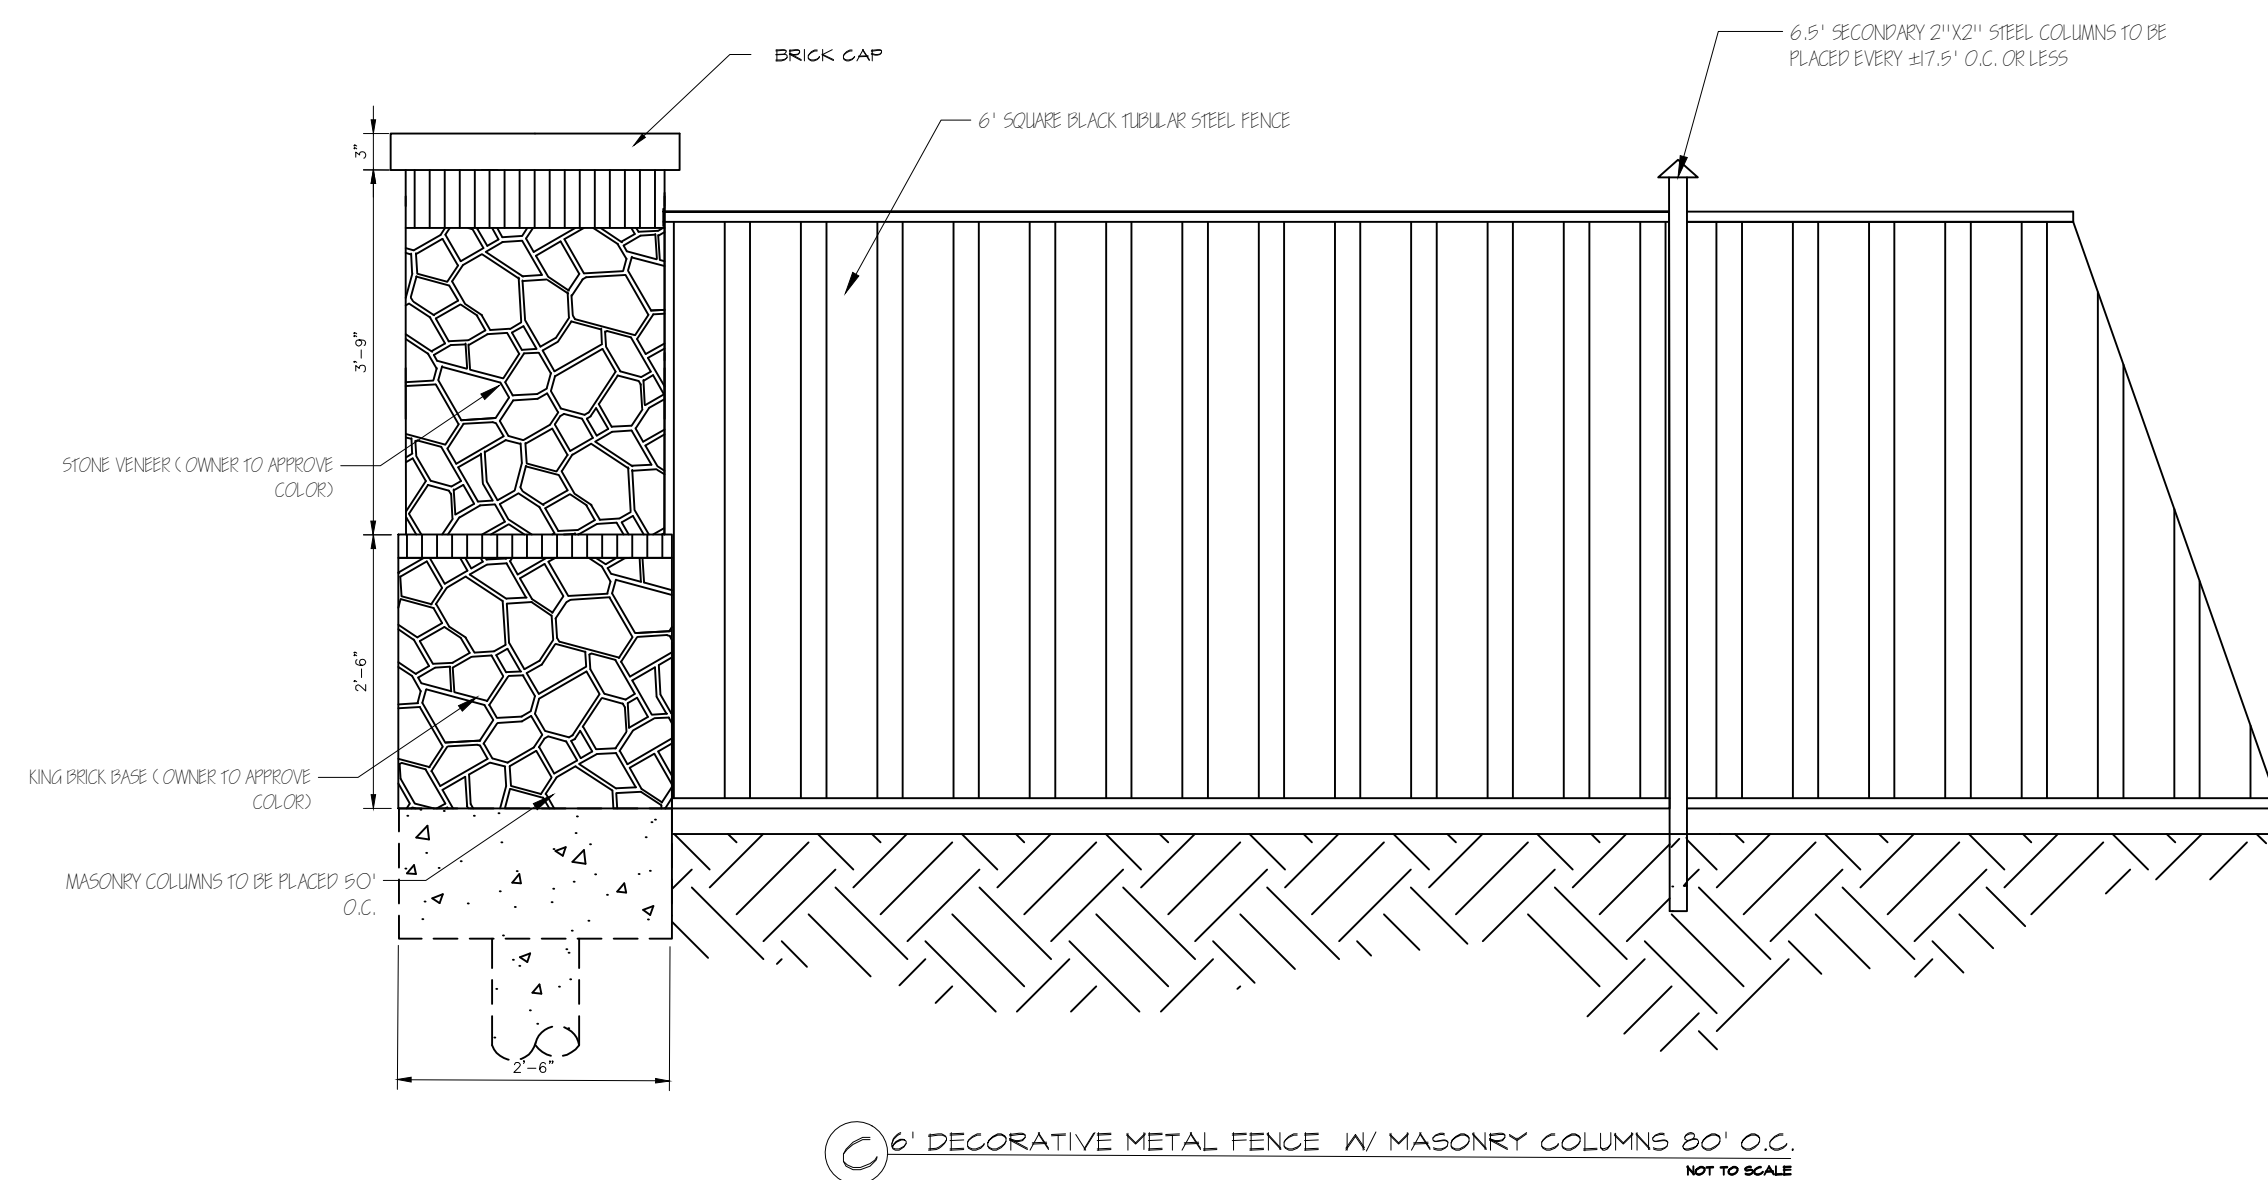 6.5' SECONDARY 2"X2" STEEL COLUMNS TO BE
PLACED EVERY ±17.5' O.C. OR LESS
BRICK CAP
6' SQUARE BLACK TUBULAR STEEL FENCE
3"
3'-9"
STONE VENEER ( OWNER TO APPROVE
COLOR)
2'-6"
KING BRICK BASE ( OWNER TO APPROVE
COLOR)
MASONRY COLUMNS TO BE PLACED 50'
O.C.
2'-6"
C
6' DECORATIVE METAL FENCE W/ MASONRY COLUMNS 80' O.C.
NOT TO SCALE